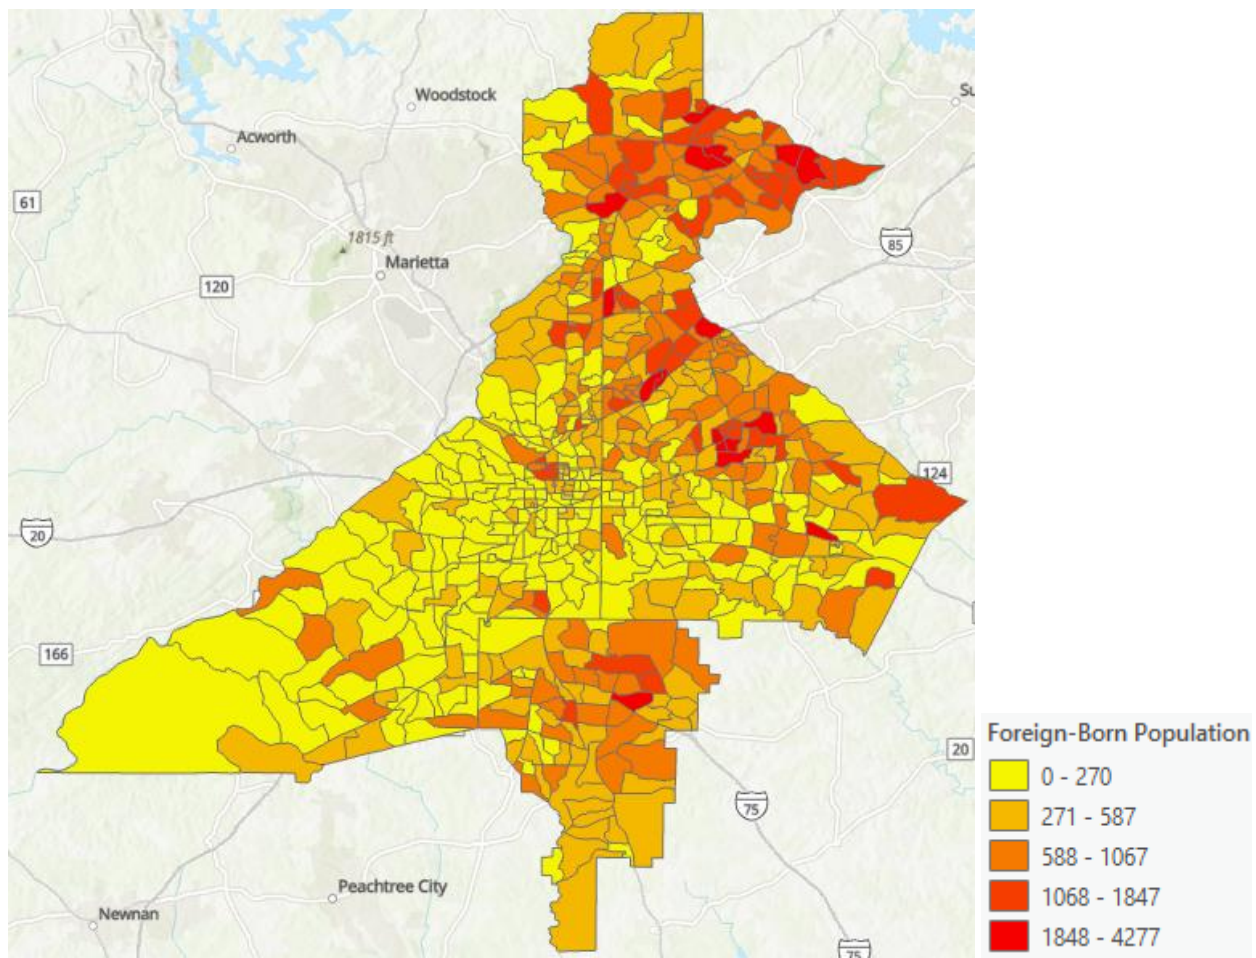 Woodstock
Su
Acworth
61
1815 ft
85
Marietta
120
124
20
166
Foreign-Born Population
20
0 - 270
75
271 - 587
588 - 1067
Peachtree City
1068 - 1847
Newnan
1848 - 4277
75